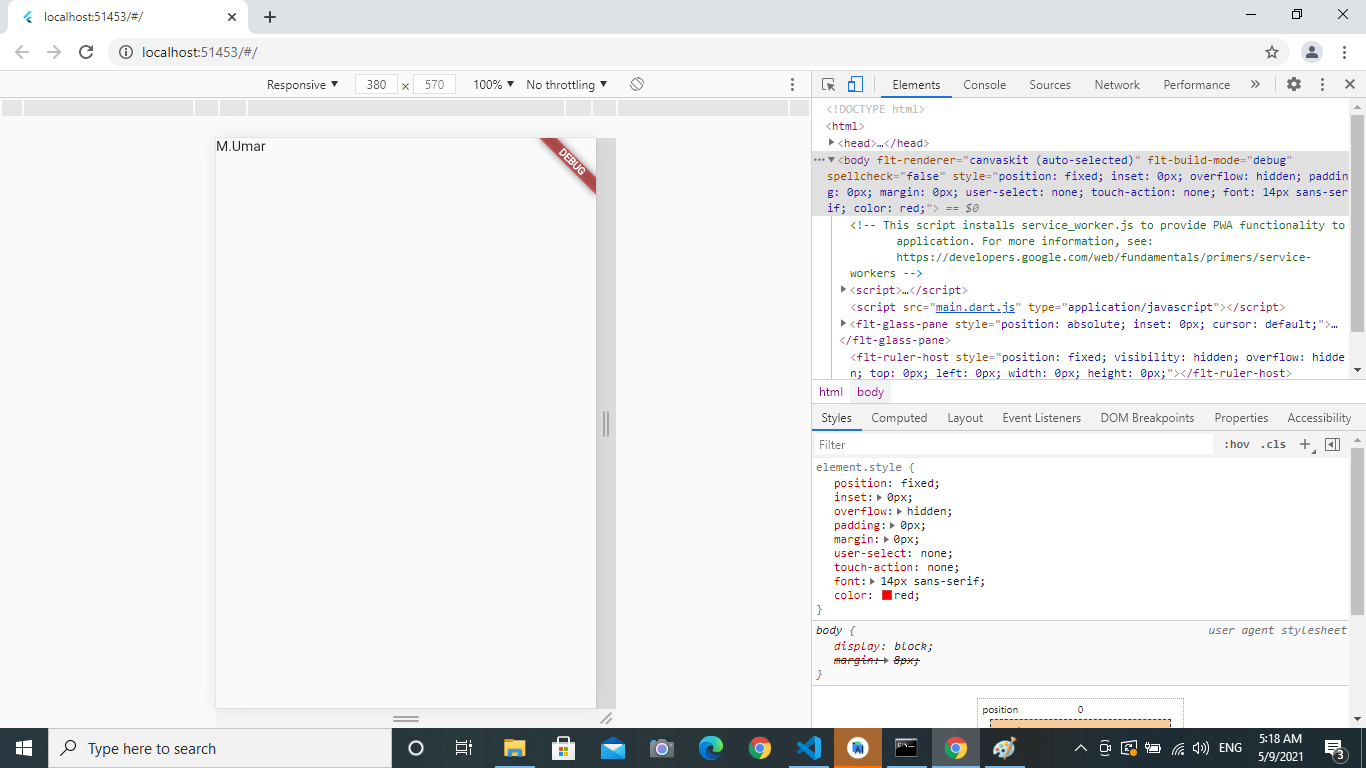 localhost:51453/#/
localhost:51453/#/
Responsive 380 × 570 100% No throttling
Elements Console Sources Network Performance
M.Umar
DEBUG
<!DOCTYPE html>
<html>
<head>…</head>
<body flt-renderer="canvaskit (auto-selected)" flt-build-mode="debug"
spellcheck="false" style="position: fixed; inset: 0px; overflow: hidden; paddin
g: 0px; margin: 0px; user-select: none; touch-action: none; font: 14px sans-ser
if; color: red;"> == $0
<!-- This script installs service_worker.js to provide PWA functionality to
application. For more information, see:
https://developers.google.com/web/fundamentals/primers/service-
workers -->
<script>…</script>
<script src="main.dart.js" type="application/javascript"></script>
<flt-glass-pane style="position: absolute; inset: 0px; cursor: default;">…
</flt-glass-pane>
<flt-ruler-host style="position: fixed; visibility: hidden; overflow: hidde
n; top: 0px; left: 0px; width: 0px; height: 0px;"></flt-ruler-host>
html body
Styles Computed Layout Event Listeners DOM Breakpoints Properties Accessibility
Filter :hov .cls
element.style {
position: fixed;
inset: 0px;
overflow: hidden;
padding: 0px;
margin: 0px;
user-select: none;
touch-action: none;
font: 14px sans-serif;
color: red;
}
body { user agent stylesheet
display: block;
margin: 8px;
}
position 0
Type here to search
ENG
5:18 AM
5/9/2021
3